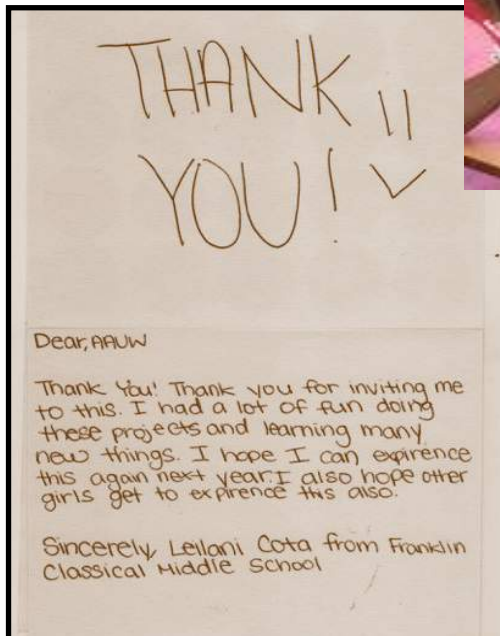 THANK
YOU!
Dear, AAUW
Thank You! Thank you for inviting me
to this. I had a lot of fun doing
these projects and learning many
new things. I hope I can expirence
this again next year. I also hope other
girls get to expirence this also.
Sincerely, Leilani Cota from Franklin
Classical Middle School